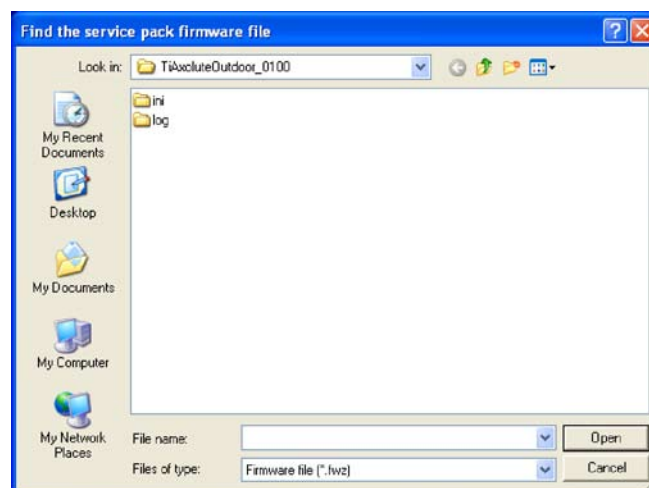 Find the service pack firmware file
Look in:
TiAxoluteOutdoor_0100
ini
log
My Recent
Documents
Desktop
My Documents
My Computer
My Network
Places
File name:
Open
Files of type:
Firmware file (*.fwz)
Cancel